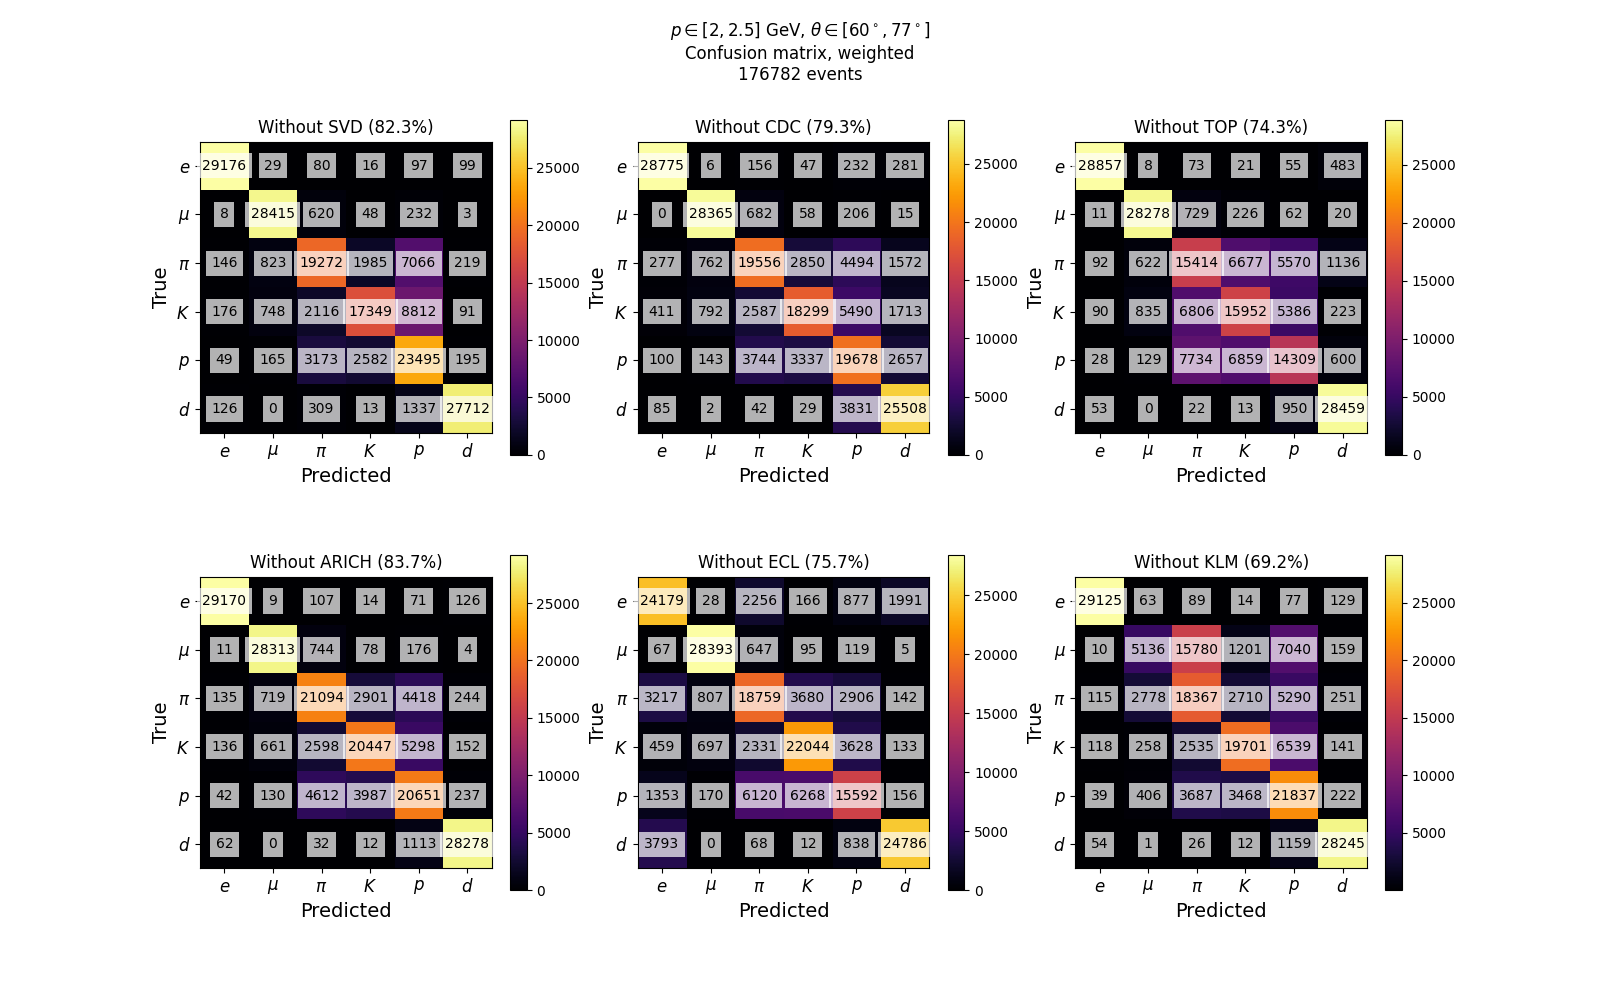 p ∈ [2, 2.5] GeV, θ ∈ [60°, 77°]
Confusion matrix, weighted
176782 events
Without SVD (82.3%)
e 29176 29 80 16 97 99
μ 8 28415 620 48 232 3
π 146 823 19272 1985 7066 219
K 176 748 2116 17349 8812 91
p 49 165 3173 2582 23495 195
d 126 0 309 13 1337 27712
e μ π K p d
True
Predicted
25000
20000
15000
10000
5000
0
Without CDC (79.3%)
e 28775 6 156 47 232 281
μ 0 28365 682 58 206 15
π 277 762 19556 2850 4494 1572
K 411 792 2587 18299 5490 1713
p 100 143 3744 3337 19678 2657
d 85 2 42 29 3831 25508
e μ π K p d
True
Predicted
25000
20000
15000
10000
5000
0
Without TOP (74.3%)
e 28857 8 73 21 55 483
μ 11 28278 729 226 62 20
π 92 622 15414 6677 5570 1136
K 90 835 6806 15952 5386 223
p 28 129 7734 6859 14309 600
d 53 0 22 13 950 28459
e μ π K p d
True
Predicted
25000
20000
15000
10000
5000
0
Without ARICH (83.7%)
e 29170 9 107 14 71 126
μ 11 28313 744 78 176 4
π 135 719 21094 2901 4418 244
K 136 661 2598 20447 5298 152
p 42 130 4612 3987 20651 237
d 62 0 32 12 1113 28278
e μ π K p d
True
Predicted
25000
20000
15000
10000
5000
0
Without ECL (75.7%)
e 24179 28 2256 166 877 1991
μ 67 28393 647 95 119 5
π 3217 807 18759 3680 2906 142
K 459 697 2331 22044 3628 133
p 1353 170 6120 6268 15592 156
d 3793 0 68 12 838 24786
e μ π K p d
True
Predicted
25000
20000
15000
10000
5000
0
Without KLM (69.2%)
e 29125 63 89 14 77 129
μ 10 5136 15780 1201 7040 159
π 115 2778 18367 2710 5290 251
K 118 258 2535 19701 6539 141
p 39 406 3687 3468 21837 222
d 54 1 26 12 1159 28245
e μ π K p d
True
Predicted
25000
20000
15000
10000
5000